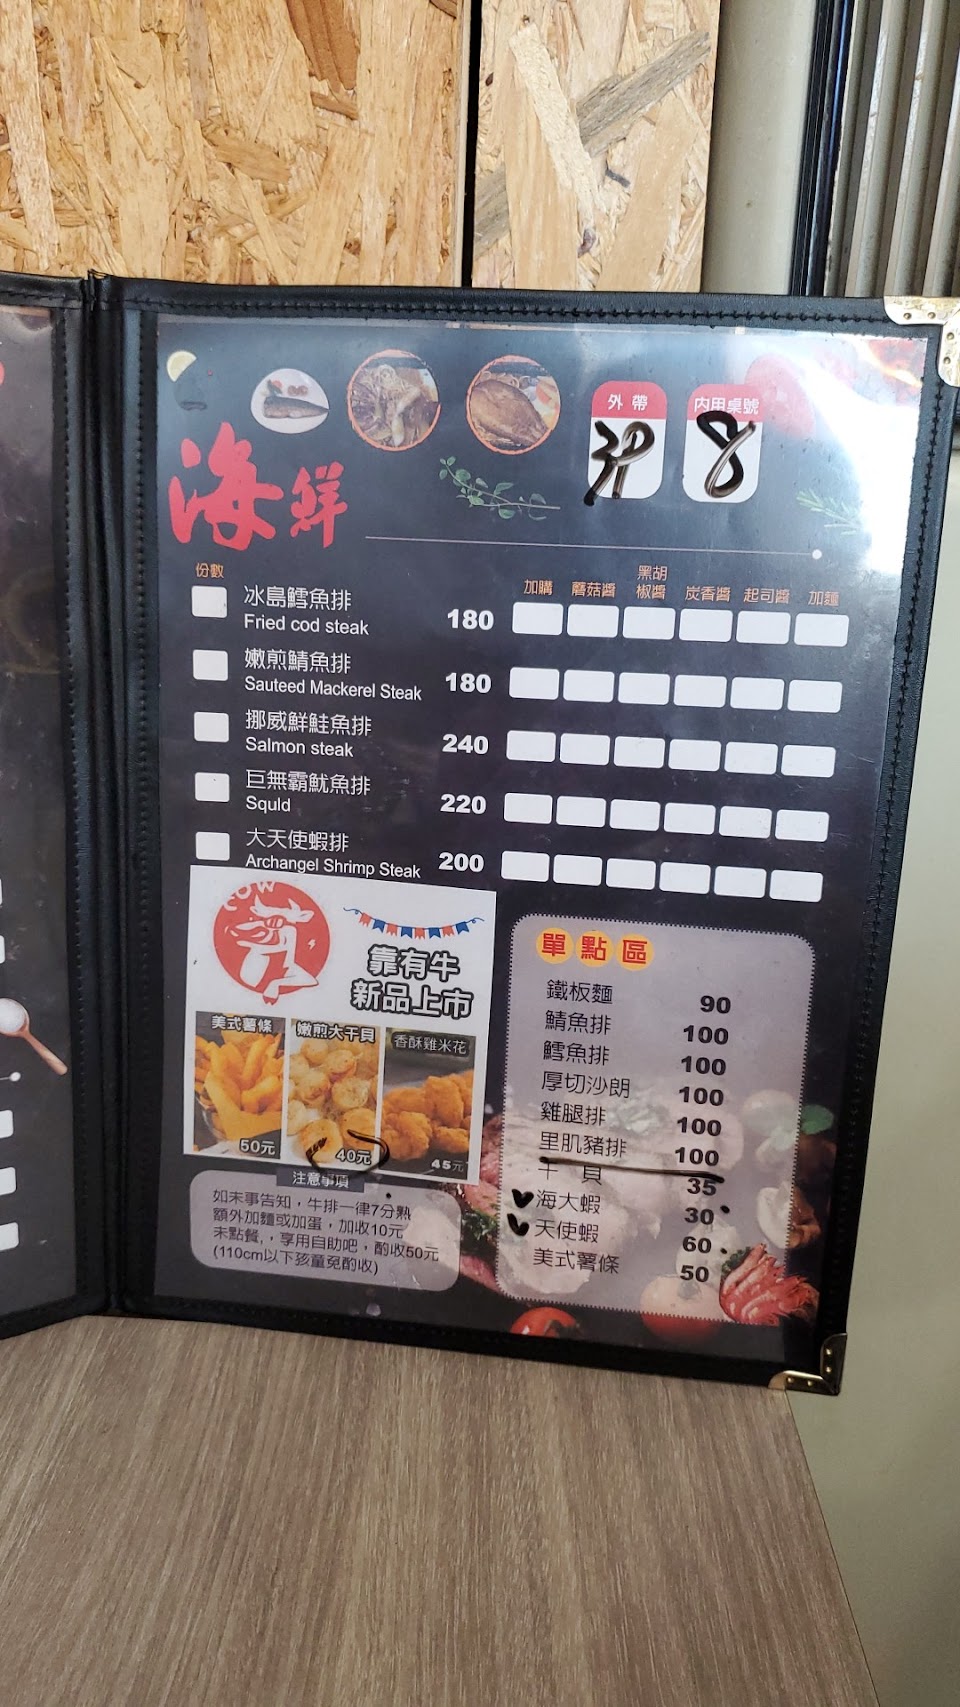 外帶
内用桌號
8
海鮮
份數
加購 蘑菇醬 黑胡椒醬 炭香醬 起司醬 加麵
冰島鱈魚排
Fried cod steak 180
嫩煎鯖魚排
Sauteed Mackerel Steak 180
挪威鮮鮭魚排
Salmon steak 240
巨無霸魷魚排
Squld 220
大天使蝦排
Archangel Shrimp Steak 200
靠有牛
新品上市
美式薯條 嫩煎大干貝 香酥雞米花
50元 40元 45元
注意事項
如未事告知，牛排一律7分熟
額外加麵或加蛋，加收10元
未點餐，，享用自助吧，酌收50元
(110cm以下孩童免酌收)
單點區
鐵板麵 90
鯖魚排 100
鱈魚排 100
厚切沙朗 100
雞腿排 100
里肌豬排 100
干貝 35
海大蝦 30
天使蝦 60
美式薯條 50